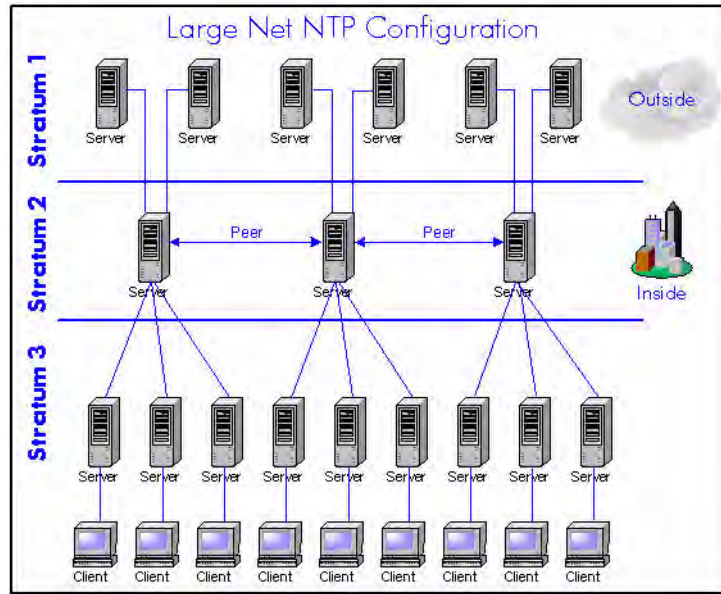 Large Net NTP Configuration
Stratum 1
Server
Server
Server
Server
Server
Server
Outside
Stratum 2
Peer
Peer
Server
Server
Server
Inside
Stratum 3
Server
Server
Server
Server
Server
Server
Server
Server
Server
Client
Client
Client
Client
Client
Client
Client
Client
Client